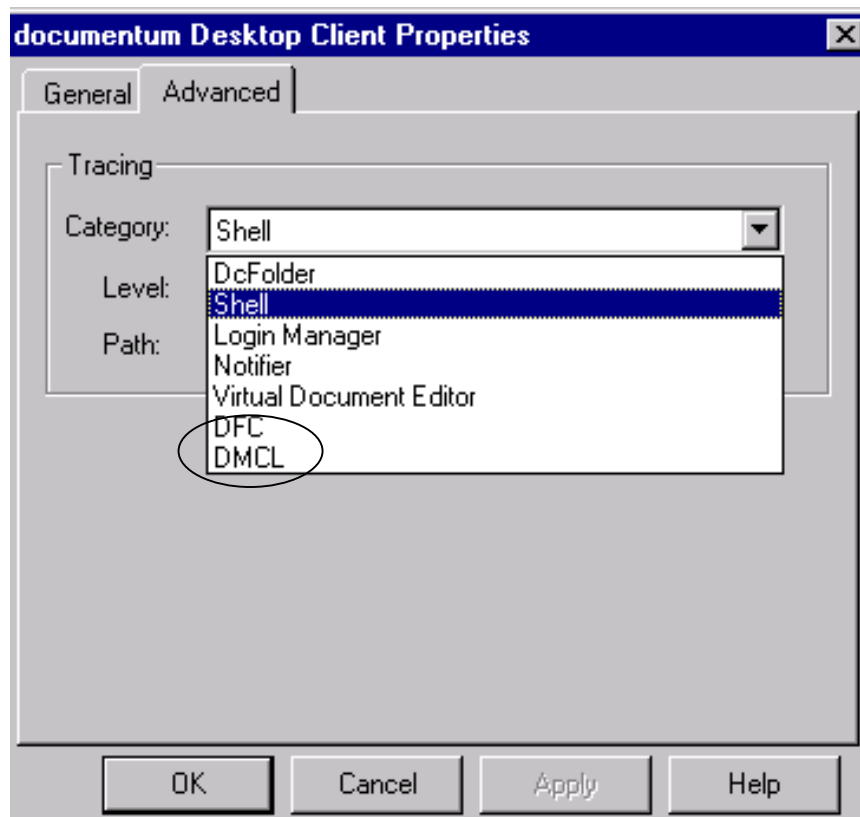 documentum Desktop Client Properties
General Advanced
Tracing
Category: Shell
DcFolder
Level: Shell
Login Manager
Path:
Notifier
Virtual Document Editor
DFC
DMCL
OK Cancel Apply Help